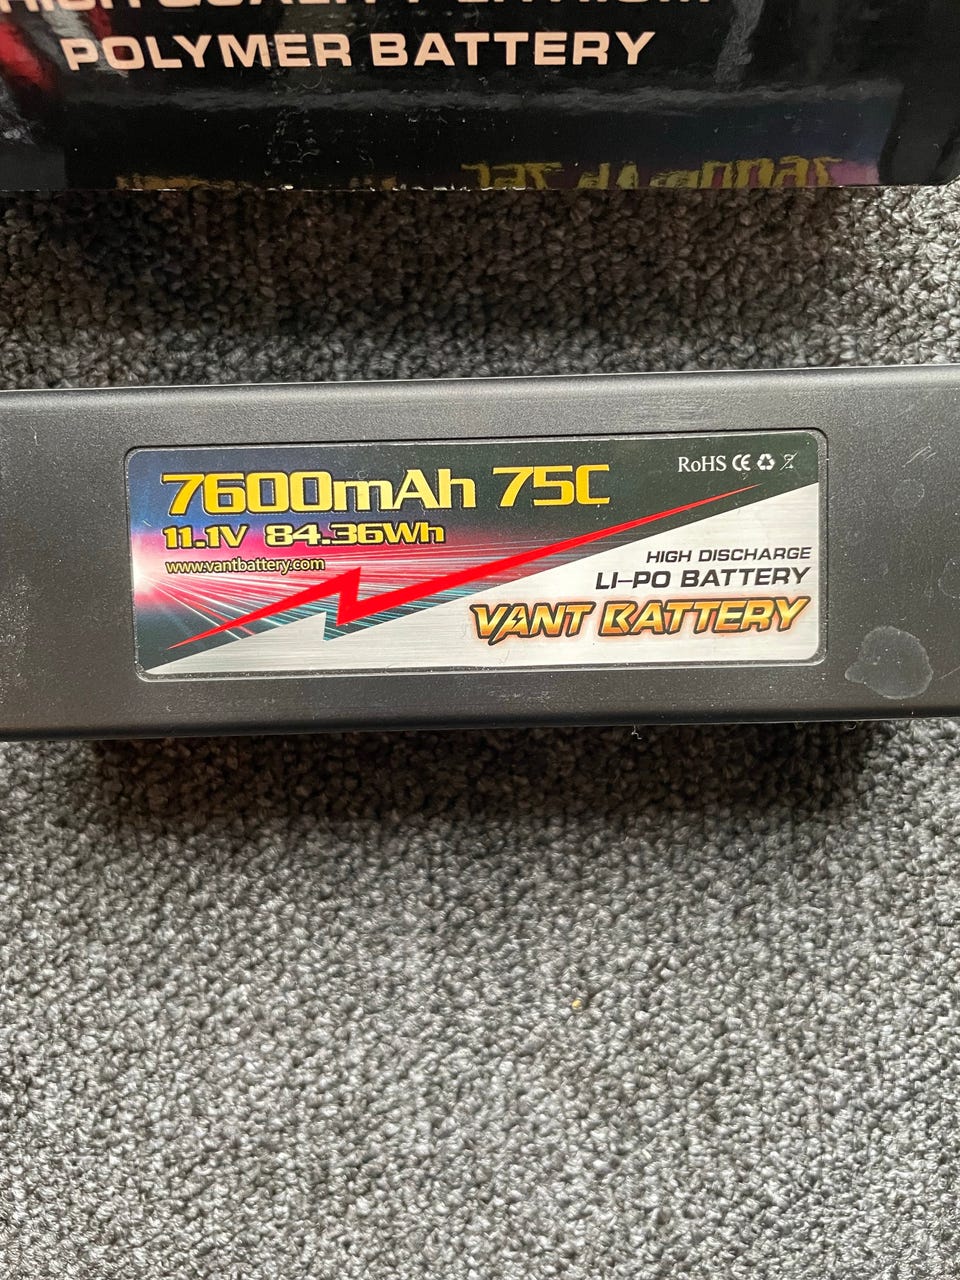 POLYMER BATTERY
7600mAh 75C
RoHS CE
11.1V 84.36Wh
www.vantbattery.com
HIGH DISCHARGE
LI-PO BATTERY
VANT BATTERY